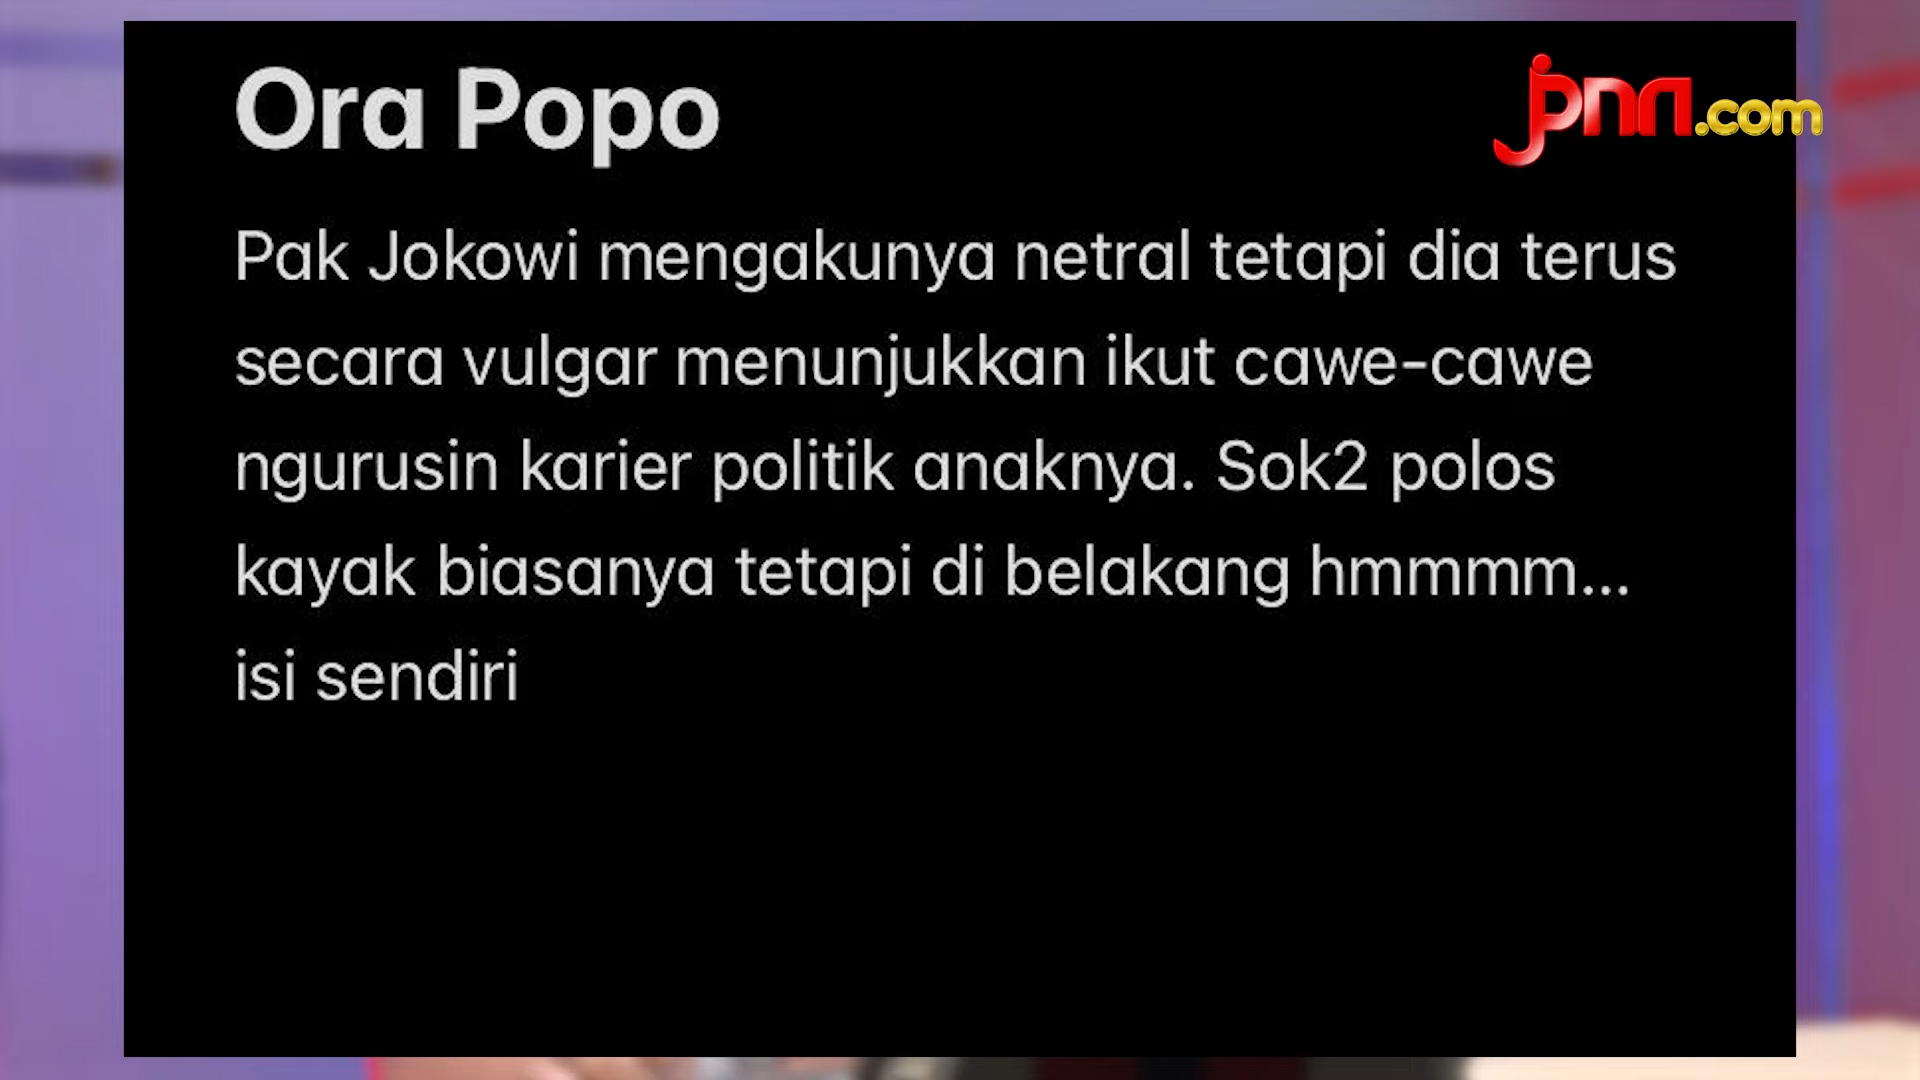 Ora Popo
jpnn.com
Pak Jokowi mengakunya netral tetapi dia terus
secara vulgar menunjukkan ikut cawe-cawe
ngurusin karier politik anaknya. Sok2 polos
kayak biasanya tetapi di belakang hmmmm...
isi sendiri